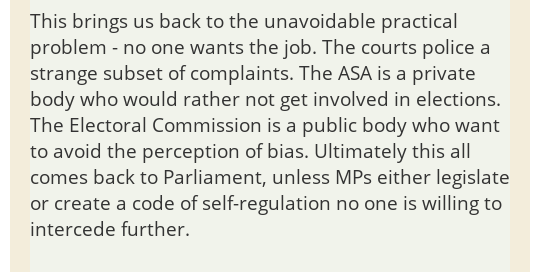 This brings us back to the unavoidable practical
problem - no one wants the job. The courts police a
strange subset of complaints. The ASA is a private
body who would rather not get involved in elections.
The Electoral Commission is a public body who want
to avoid the perception of bias. Ultimately this all
comes back to Parliament, unless MPs either legislate
or create a code of self-regulation no one is willing to
intercede further.